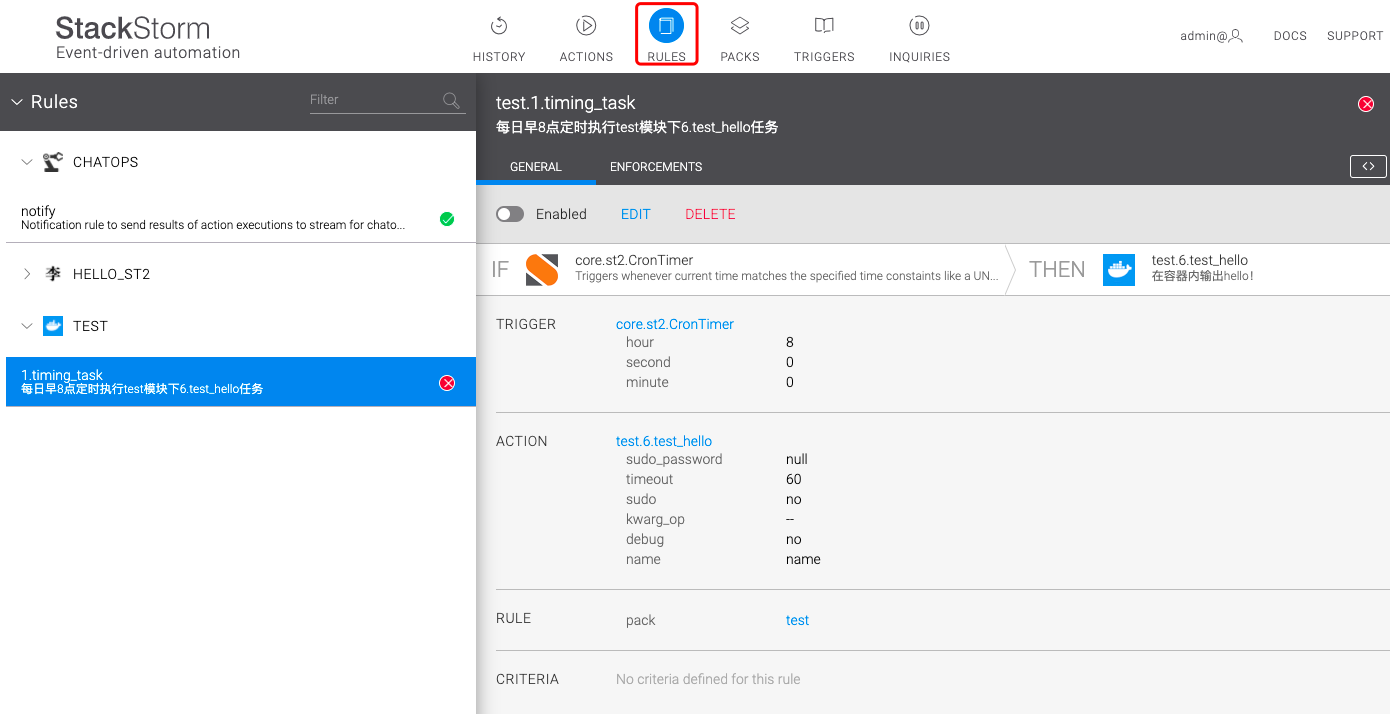 StackStorm
Event-driven automation
HISTORY
ACTIONS
RULES
PACKS
TRIGGERS
INQUIRIES
admin@
DOCS
SUPPORT
Rules
Filter
CHATOPS
notify
Notification rule to send results of action executions to stream for chato...
李
HELLO_ST2
TEST
1.timing_task
每日早8点定时执行test模块下6.test_hello任务
test.1.timing_task
每日早8点定时执行test模块下6.test_hello任务
GENERAL
ENFORCEMENTS
<>
Enabled
EDIT
DELETE
IF
core.st2.CronTimer
Triggers whenever current time matches the specified time constaints like a UN...
THEN
test.6.test_hello
在容器内输出hello!
TRIGGER
core.st2.CronTimer
hour 8
second 0
minute 0
ACTION
test.6.test_hello
sudo_password null
timeout 60
sudo no
kwarg_op --
debug no
name name
RULE
pack test
CRITERIA
No criteria defined for this rule